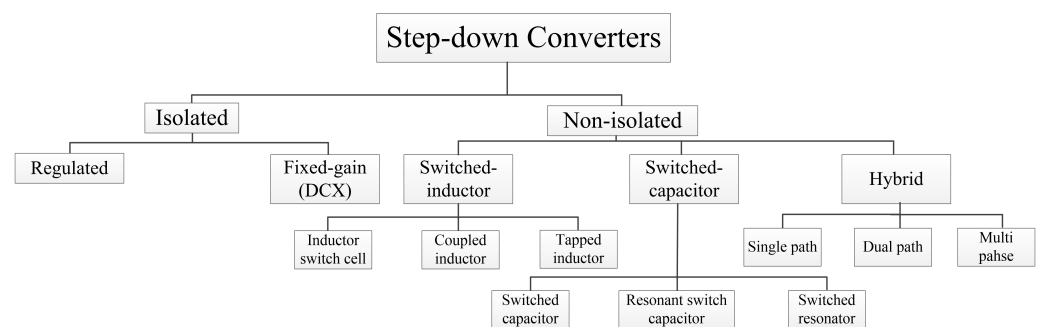 Step-down Converters
Isolated
Non-isolated
Regulated
Fixed-gain
(DCX)
Switched-
inductor
Switched-
capacitor
Hybrid
Inductor
switch cell
Coupled
inductor
Tapped
inductor
Single path
Dual path
Multi
pahse
Switched
capacitor
Resonant switch
capacitor
Switched
resonator